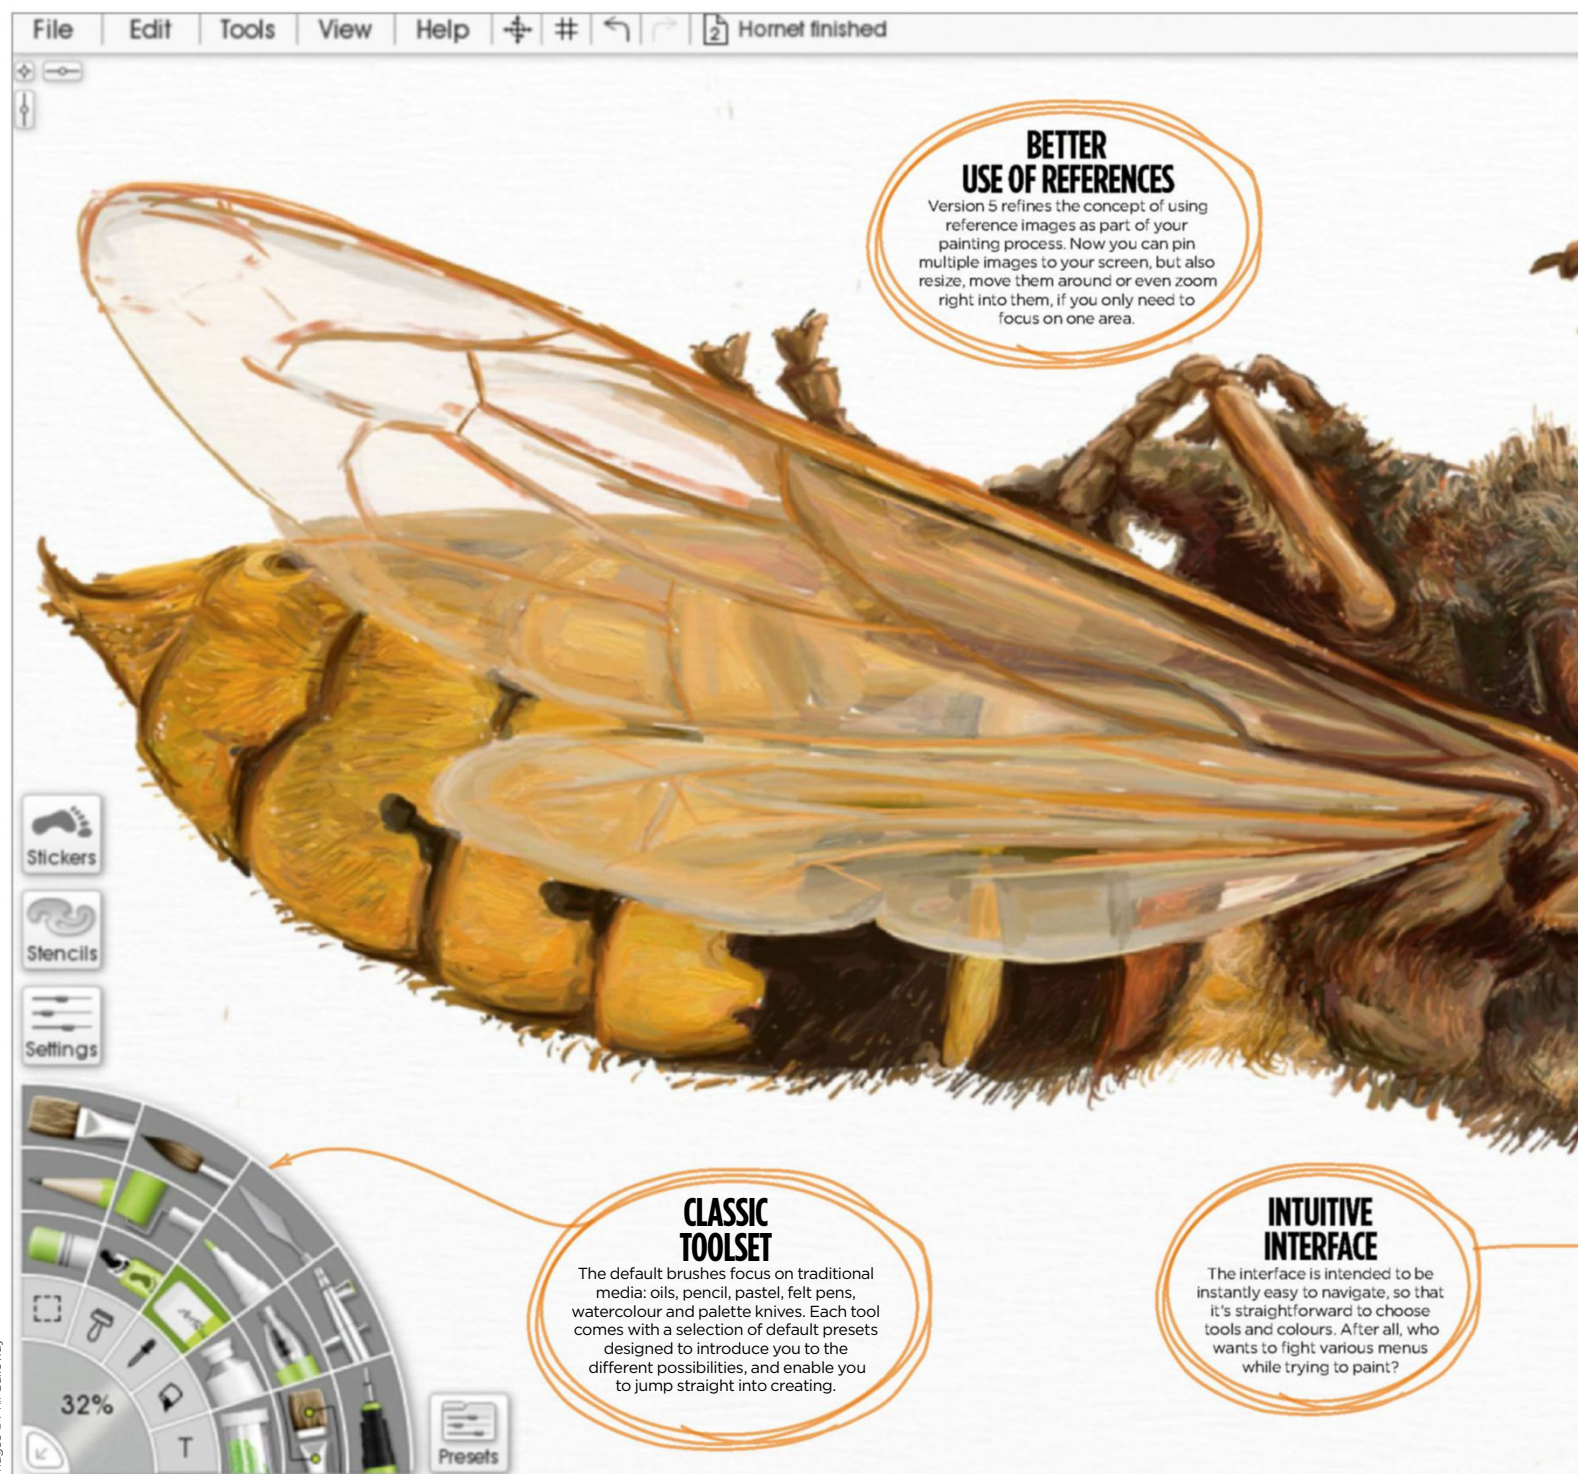 File Edit Tools View Help Hornet finished
BETTER
USE OF REFERENCES
Version 5 refines the concept of using
reference images as part of your
painting process. Now you can pin
multiple images to your screen, but also
resize, move them around or even zoom
right into them, if you only need to
focus on one area.
Stickers
Stencils
Settings
CLASSIC
TOOLSET
The default brushes focus on traditional
media: oils, pencil, pastel, felt pens,
watercolour and palette knives. Each tool
comes with a selection of default presets
designed to introduce you to the
different possibilities, and enable you
to jump straight into creating.
INTUITIVE
INTERFACE
The interface is intended to be
instantly easy to navigate, so that
it's straightforward to choose
tools and colours. After all, who
wants to fight various menus
while trying to paint?
32%
T
Presets